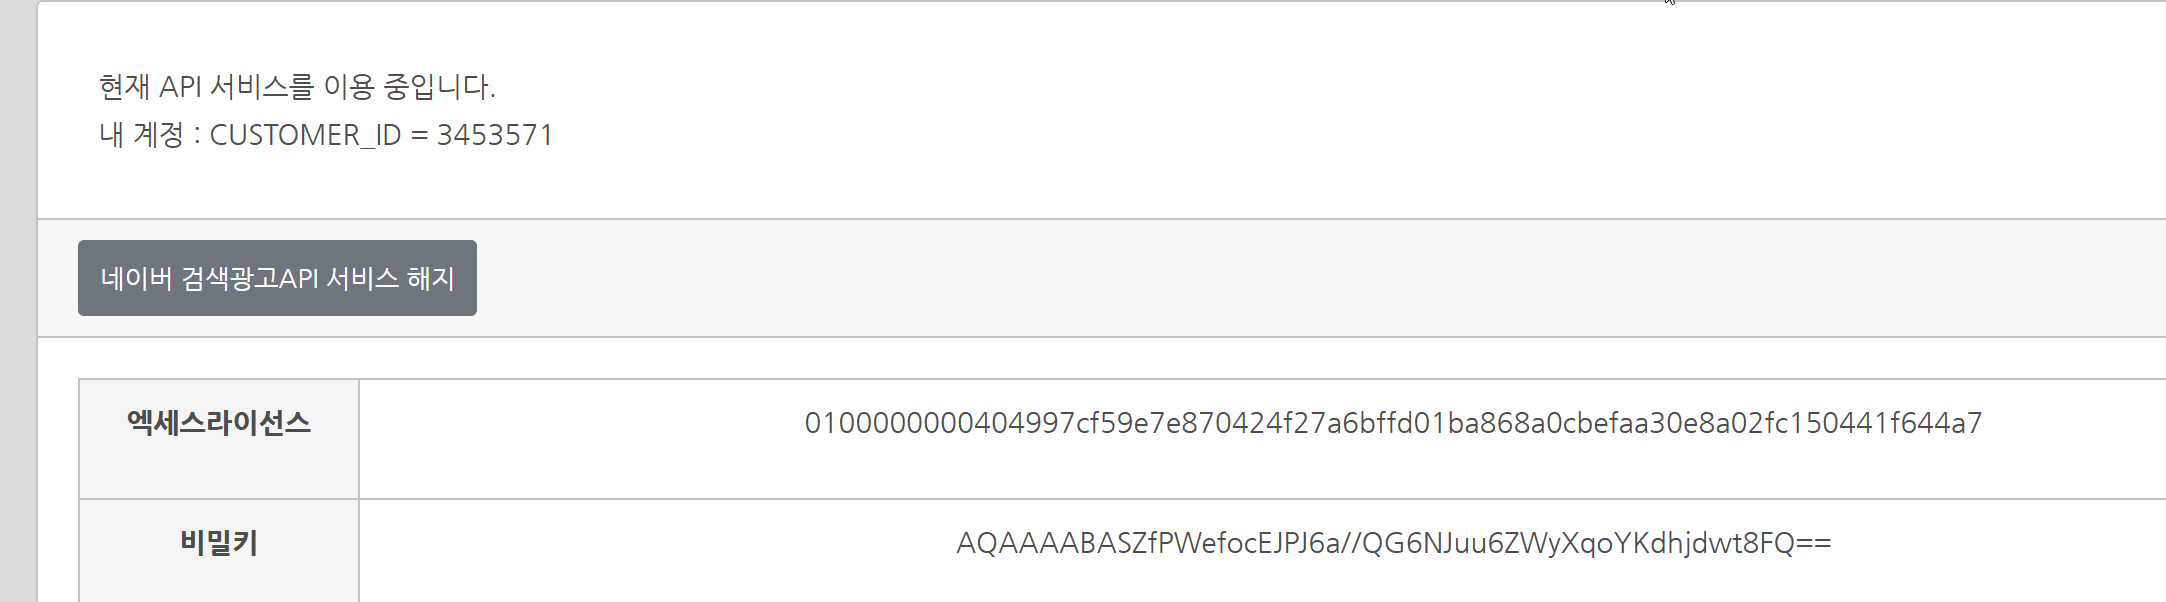 현재 API 서비스를 이용 중입니다.
내 계정 : CUSTOMER_ID = 3453571
네이버 검색광고API 서비스 해지
엑세스라이선스 0100000000404997cf59e7e870424f27a6bffd01ba868a0cbefaa30e8a02fc150441f644a7
비밀키 AQAAAABASZfPWefocEJPJ6a//QG6NJuu6ZWyXqoYKdhjdwt8FQ==